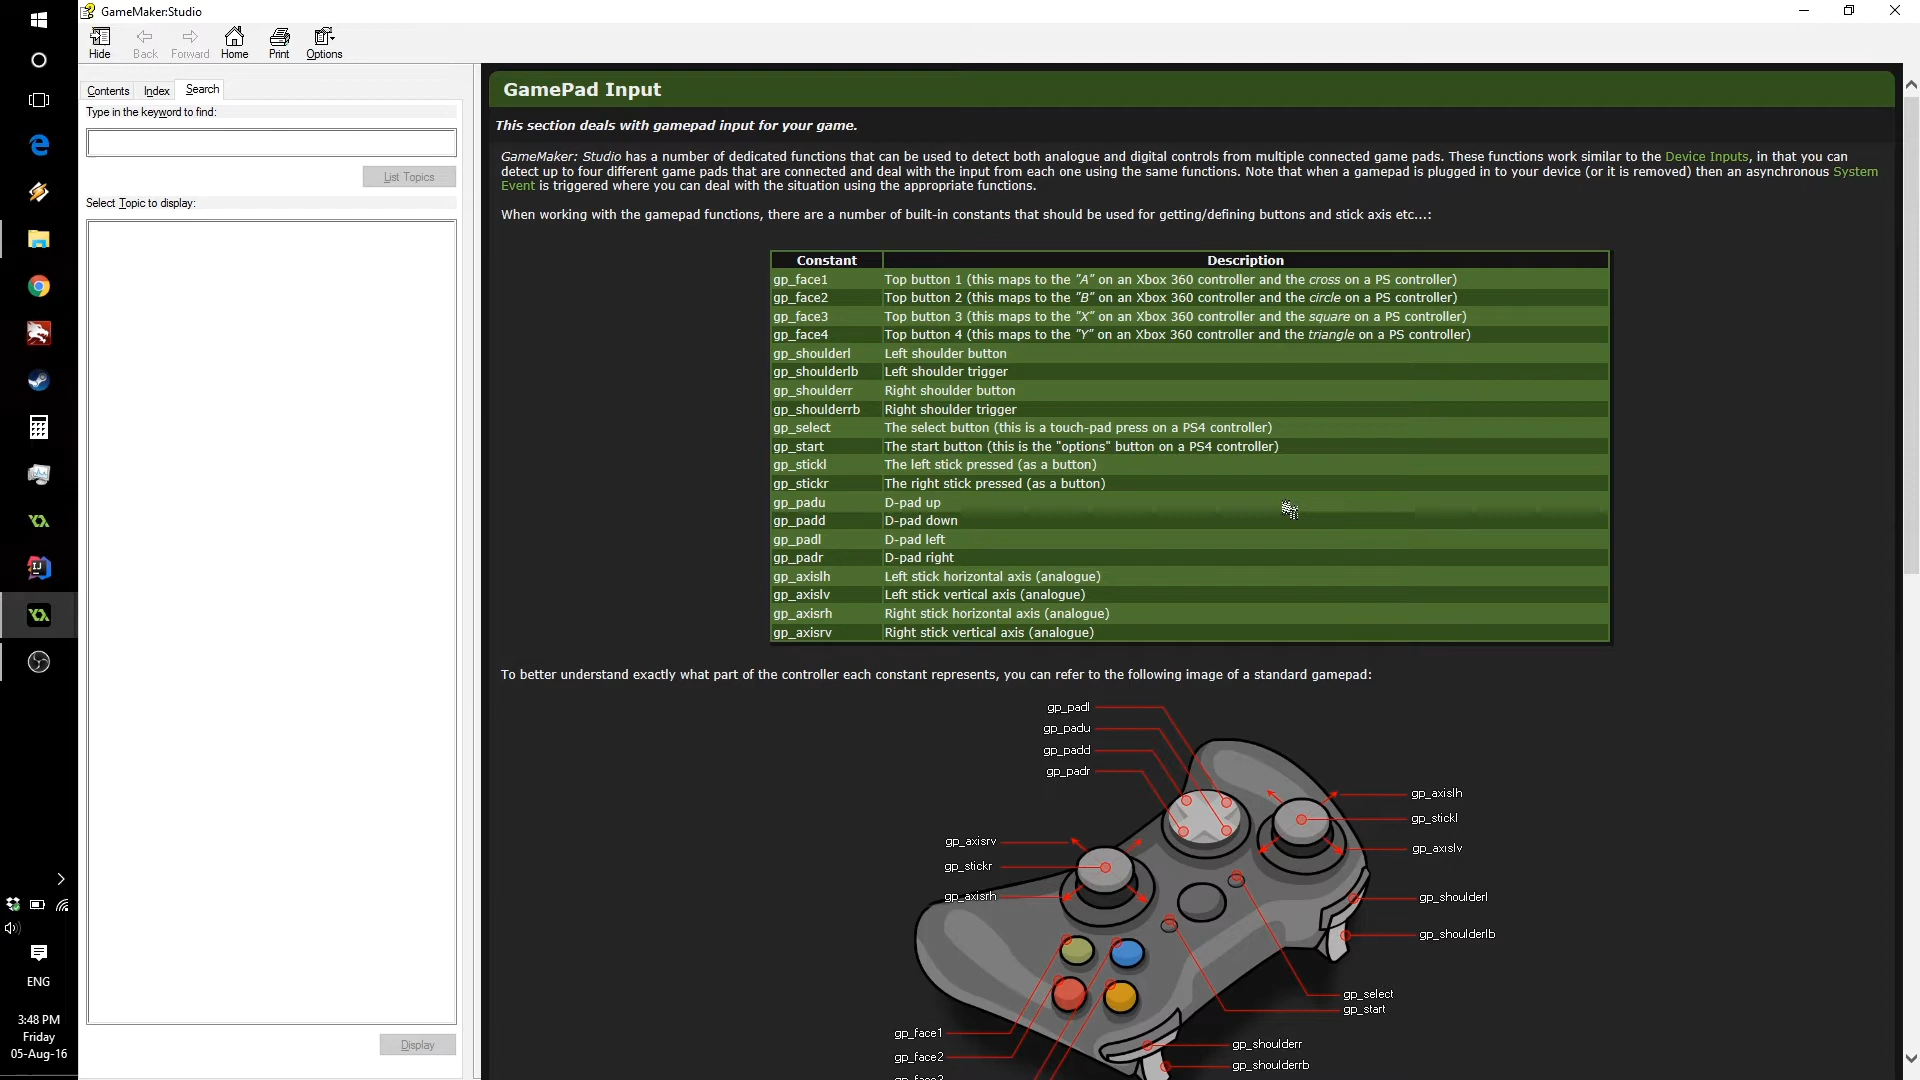 GameMaker:Studio
Hide
Back
Forward
Home
Print
Options
Contents
Index
Search
Type in the keyword to find:
List Topics
Select Topic to display:
Display
GamePad Input
This section deals with gamepad input for your game.
GameMaker: Studio has a number of dedicated functions that can be used to detect both analogue and digital controls from multiple connected game pads. These functions work similar to the Device Inputs, in that you can
detect up to four different game pads that are connected and deal with the input from each one using the same functions. Note that when a gamepad is plugged in to your device (or it is removed) then an asynchronous System
Event is triggered where you can deal with the situation using the appropriate functions.
When working with the gamepad functions, there are a number of built-in constants that should be used for getting/defining buttons and stick axis etc...:
Constant Description
gp_face1 Top button 1 (this maps to the "A" on an Xbox 360 controller and the cross on a PS controller)
gp_face2 Top button 2 (this maps to the "B" on an Xbox 360 controller and the circle on a PS controller)
gp_face3 Top button 3 (this maps to the "X" on an Xbox 360 controller and the square on a PS controller)
gp_face4 Top button 4 (this maps to the "Y" on an Xbox 360 controller and the triangle on a PS controller)
gp_shoulderl Left shoulder button
gp_shoulderlb Left shoulder trigger
gp_shoulderr Right shoulder button
gp_shoulderrb Right shoulder trigger
gp_select The select button (this is a touch-pad press on a PS4 controller)
gp_start The start button (this is the "options" button on a PS4 controller)
gp_stickl The left stick pressed (as a button)
gp_stickr The right stick pressed (as a button)
gp_padu D-pad up
gp_padd D-pad down
gp_padl D-pad left
gp_padr D-pad right
gp_axislh Left stick horizontal axis (analogue)
gp_axislv Left stick vertical axis (analogue)
gp_axisrh Right stick horizontal axis (analogue)
gp_axisrv Right stick vertical axis (analogue)
To better understand exactly what part of the controller each constant represents, you can refer to the following image of a standard gamepad:
gp_padl
gp_padu
gp_padd
gp_padr
gp_axislh
gp_stickl
gp_axislv
gp_axisrv
gp_stickr
gp_axisrh
gp_shoulderl
gp_shoulderlb
gp_select
gp_start
gp_face1
gp_face2
gp_face3
gp_shoulderr
gp_shoulderrb
ENG
3:48 PM
Friday
05-Aug-16